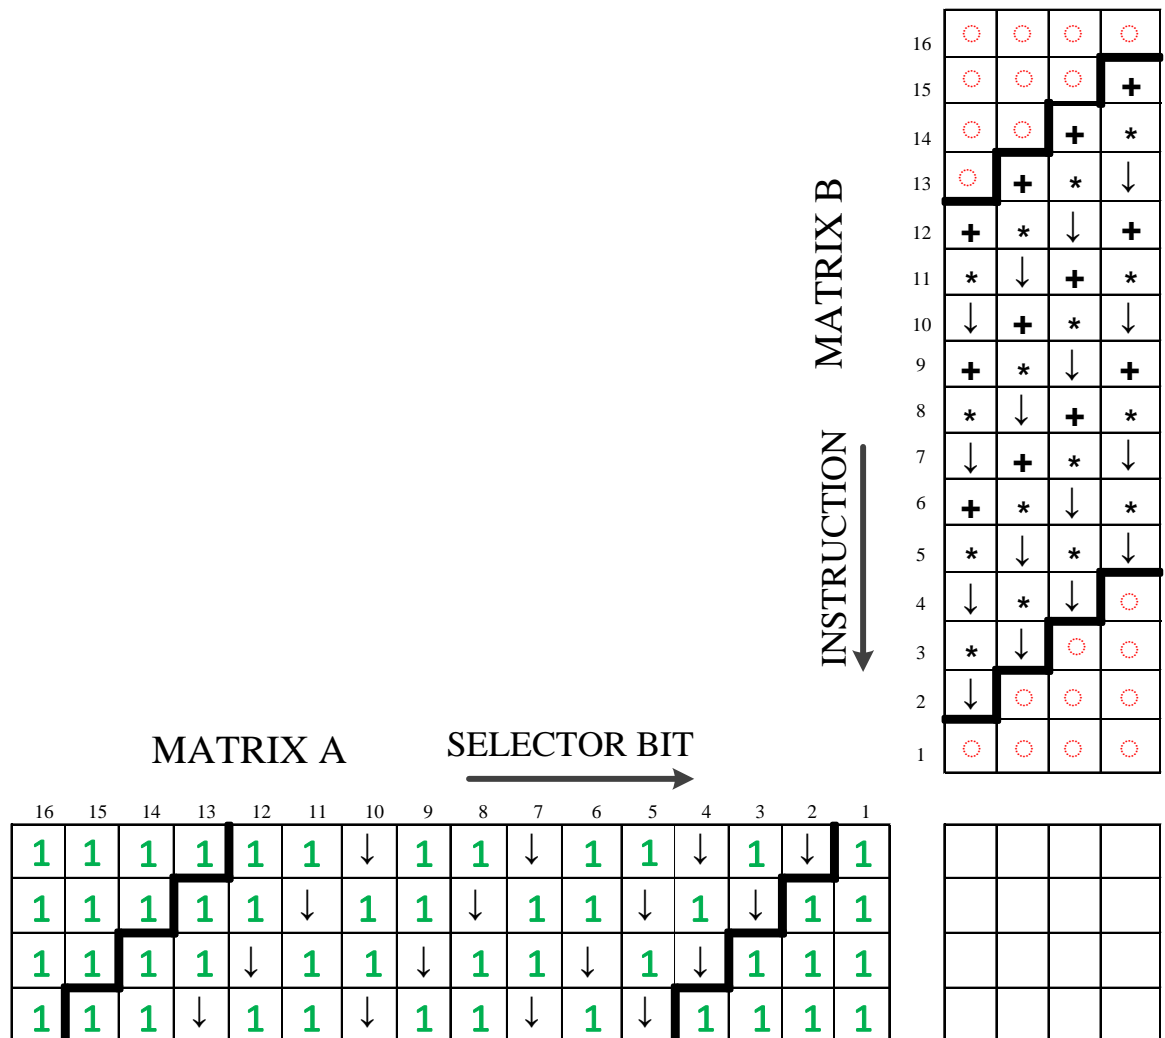 16 ◌ ◌ ◌ ◌
15 ◌ ◌ ◌ +
14 ◌ ◌ + *
13 ◌ + * ↓
12 + * ↓ +
11 * ↓ + *
10 ↓ + * ↓
9 + * ↓ +
8 * ↓ + *
7 ↓ + * ↓
6 + * ↓ *
5 * ↓ * ↓
4 ↓ * ↓ ◌
3 * ↓ ◌ ◌
2 ↓ ◌ ◌ ◌
1 ◌ ◌ ◌ ◌
MATRIX B
INSTRUCTION
MATRIX A
SELECTOR BIT
16 15 14 13 12 11 10 9 8 7 6 5 4 3 2 1
1 1 1 1 1 1 ↓ 1 1 ↓ 1 1 ↓ 1 ↓ 1
1 1 1 1 1 ↓ 1 1 ↓ 1 1 ↓ 1 ↓ 1 1
1 1 1 1 ↓ 1 1 ↓ 1 1 ↓ 1 ↓ 1 1 1
1 1 1 ↓ 1 1 ↓ 1 1 ↓ 1 ↓ 1 1 1 1